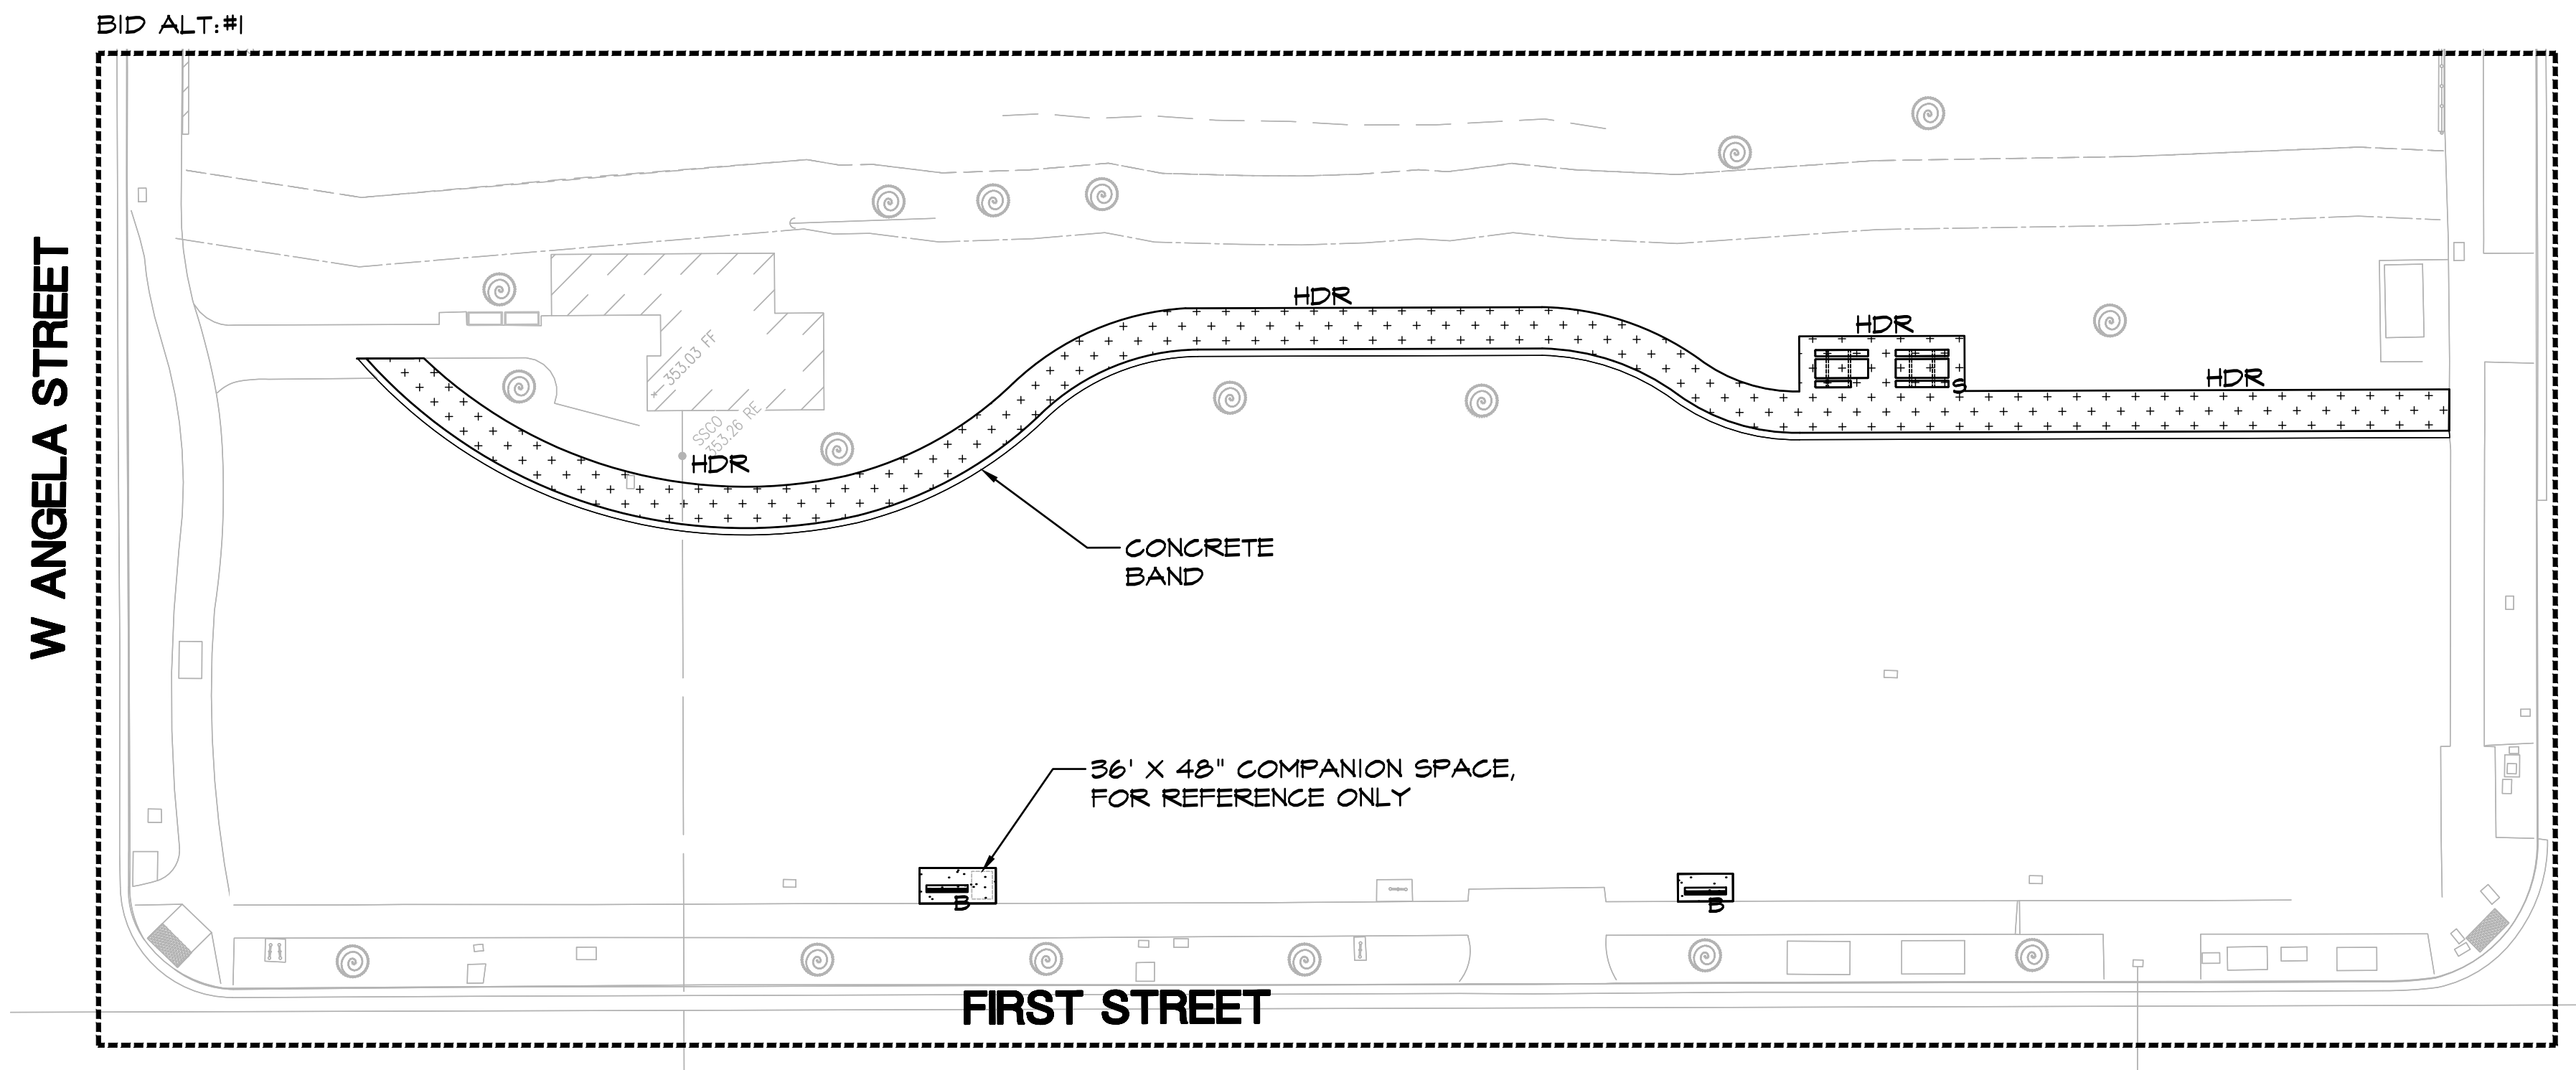 BID ALT:#1
W ANGELA STREET
HDR
HDR
HDR
353.03 FF
SSCO
353.26 RE
HDR
S
CONCRETE
BAND
36' X 48" COMPANION SPACE,
FOR REFERENCE ONLY
B
B
FIRST STREET